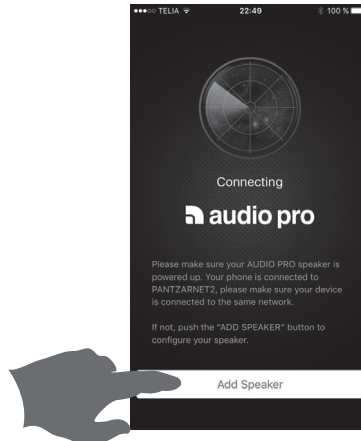 TELIA 22:49 100 %
Connecting
audio pro
Please make sure your AUDIO PRO speaker is
powered up. Your phone is connected to
PANTZARNET2, please make sure your device
is connected to the same network.
If not, push the “ADD SPEAKER” button to
configure your speaker.
Add Speaker